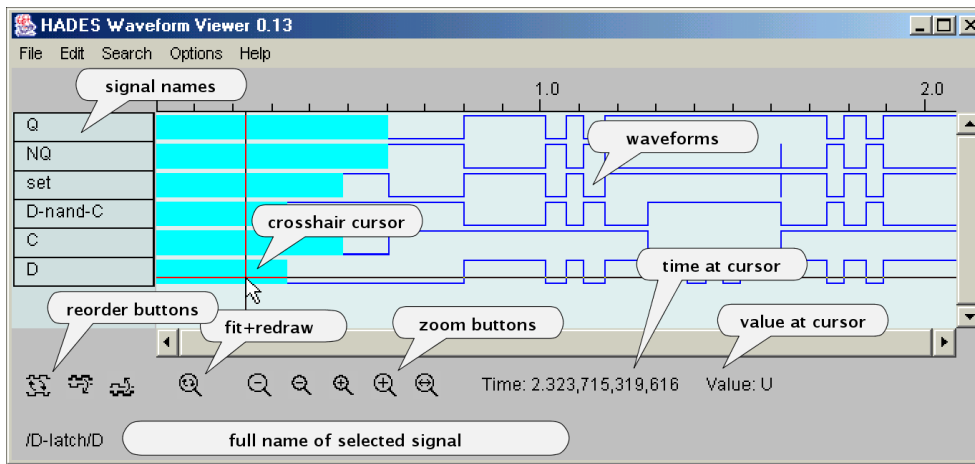 HADES Waveform Viewer 0.13
File Edit Search Options Help
signal names
1.0 2.0
Q
waveforms
NQ
set
D-nand-C
crosshair cursor
C
D
time at cursor
reorder buttons
fit+redraw
zoom buttons
value at cursor
Time: 2.323,715,319,616 Value: U
/D-latch/D
full name of selected signal